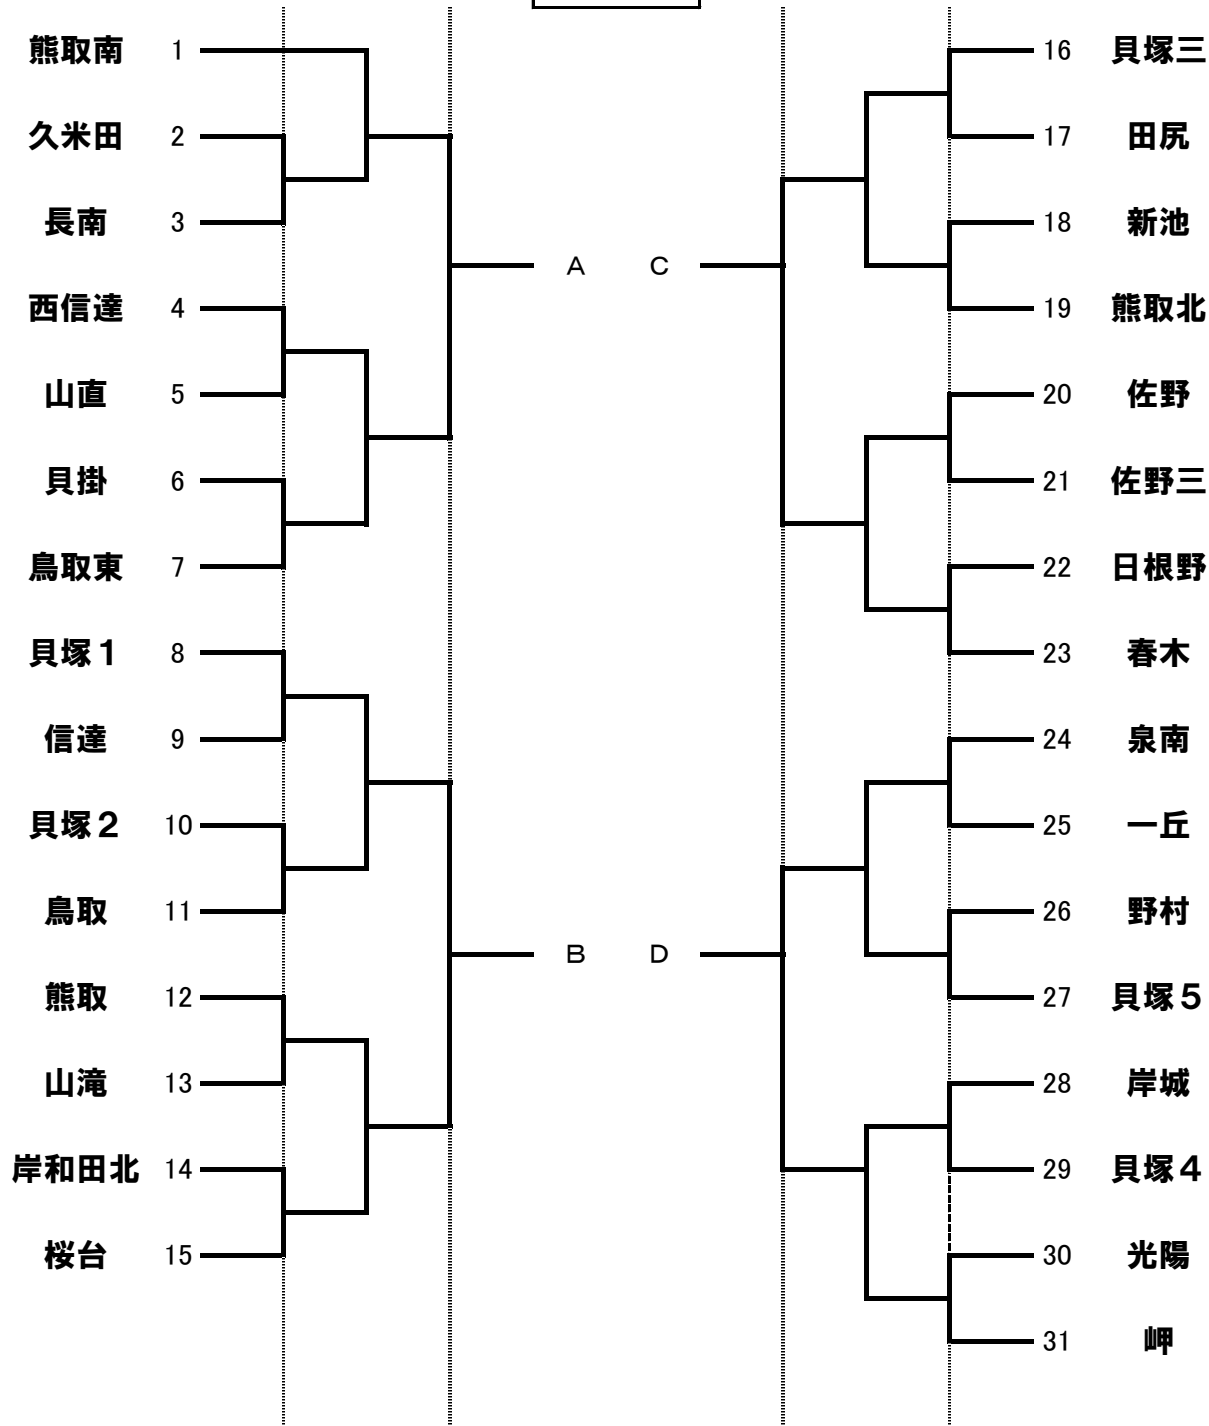 熊取南 1
久米田 2
長南 3
西信達 4
山直 5
貝掛 6
鳥取東 7
貝塚1 8
信達 9
貝塚2 10
鳥取 11
熊取 12
山滝 13
岸和田北 14
桜台 15
A
B
C
D
16 貝塚三
17 田尻
18 新池
19 熊取北
20 佐野
21 佐野三
22 日根野
23 春木
24 泉南
25 一丘
26 野村
27 貝塚5
28 岸城
29 貝塚4
30 光陽
31 岬